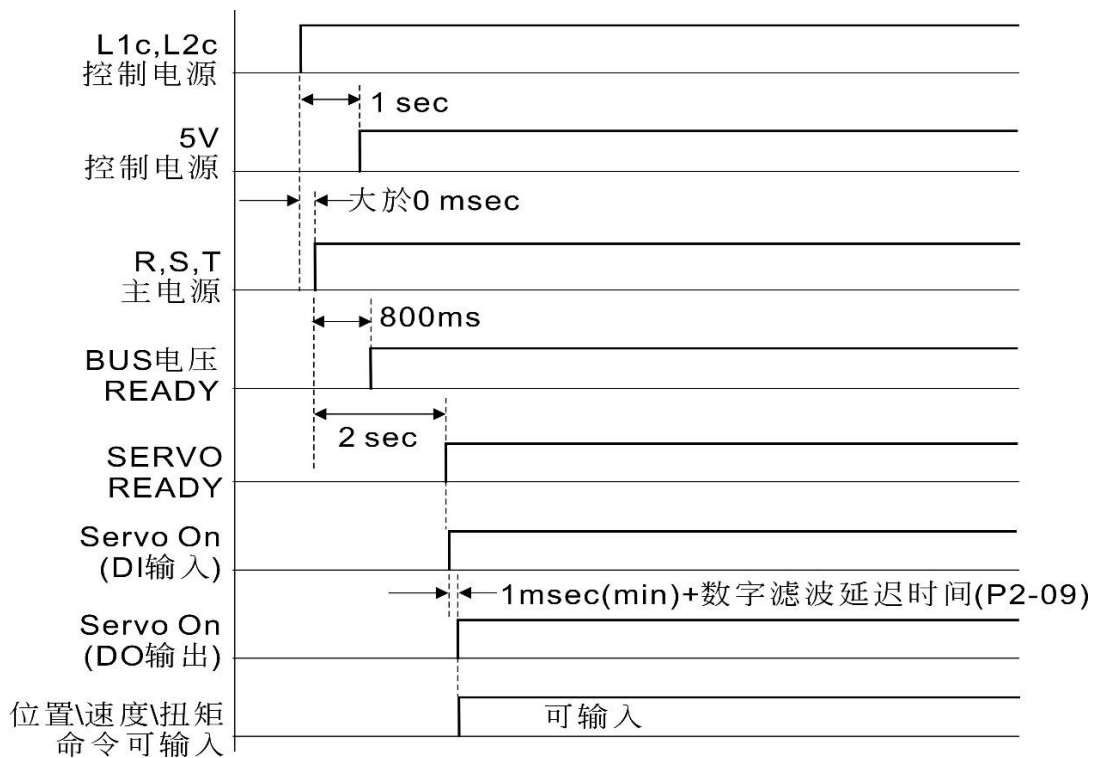 L1c,L2c
控制电源
1 sec
5V
控制电源
大於0 msec
R,S,T
主电源
800ms
BUS电压
READY
2 sec
SERVO
READY
Servo On
(DI输入)
1msec(min)+数字滤波延迟时间(P2-09)
Servo On
(DO输出)
位置\速度\扭矩
命令可输入
可输入